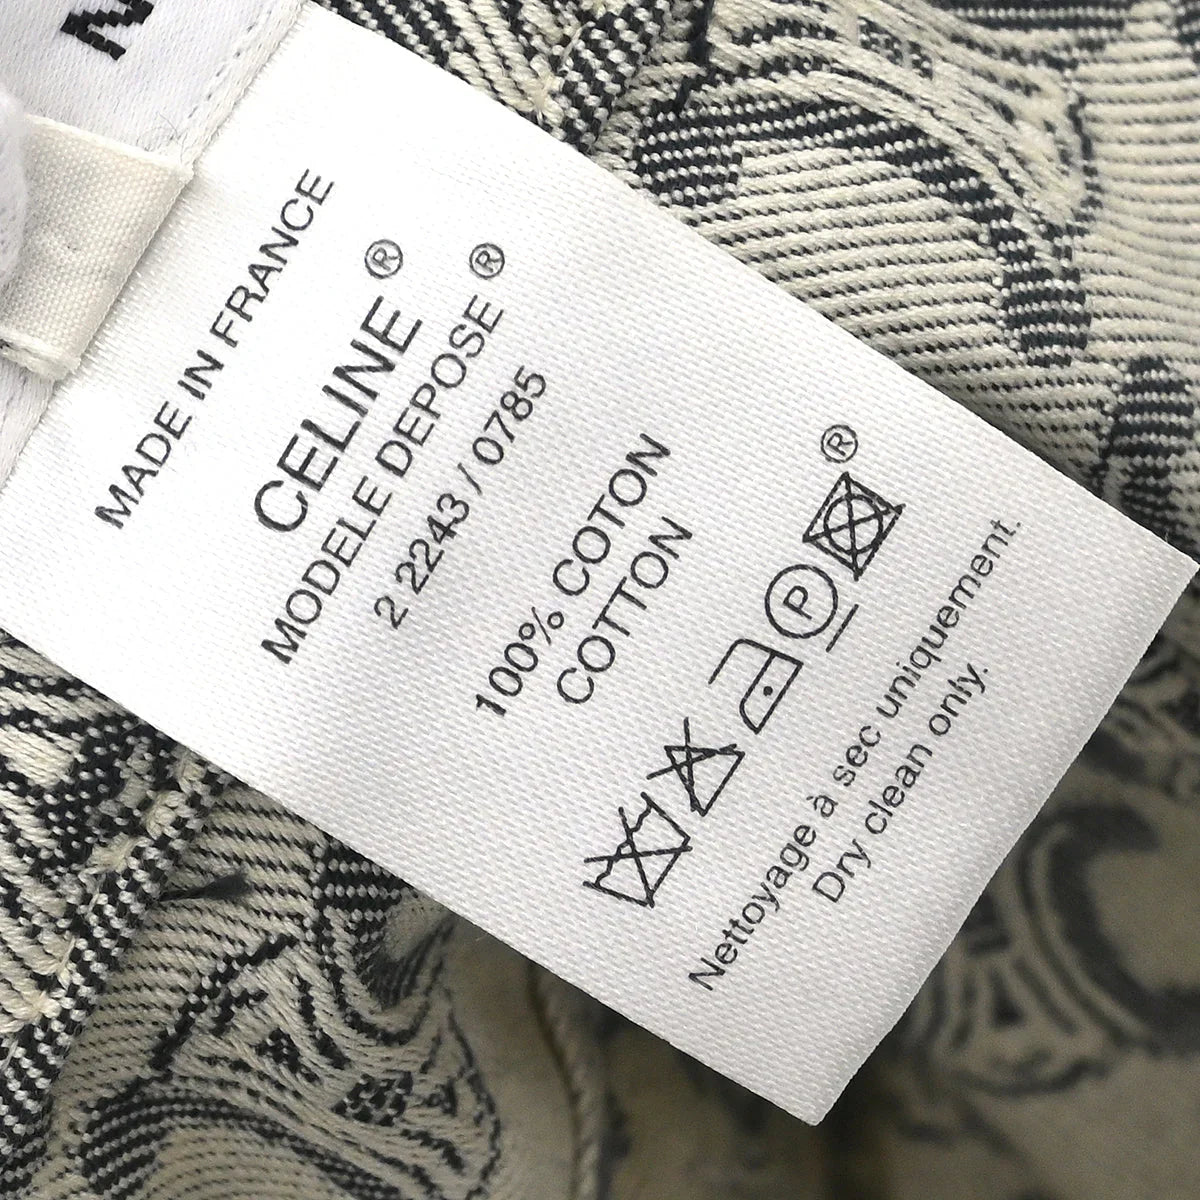 MADE IN FRANCE
CELINE ®
MODELE DEPOSE ®
2 2243 / 0785
100% COTON
COTTON
P ®
Nettoyage à sec uniquement.
Dry clean only.